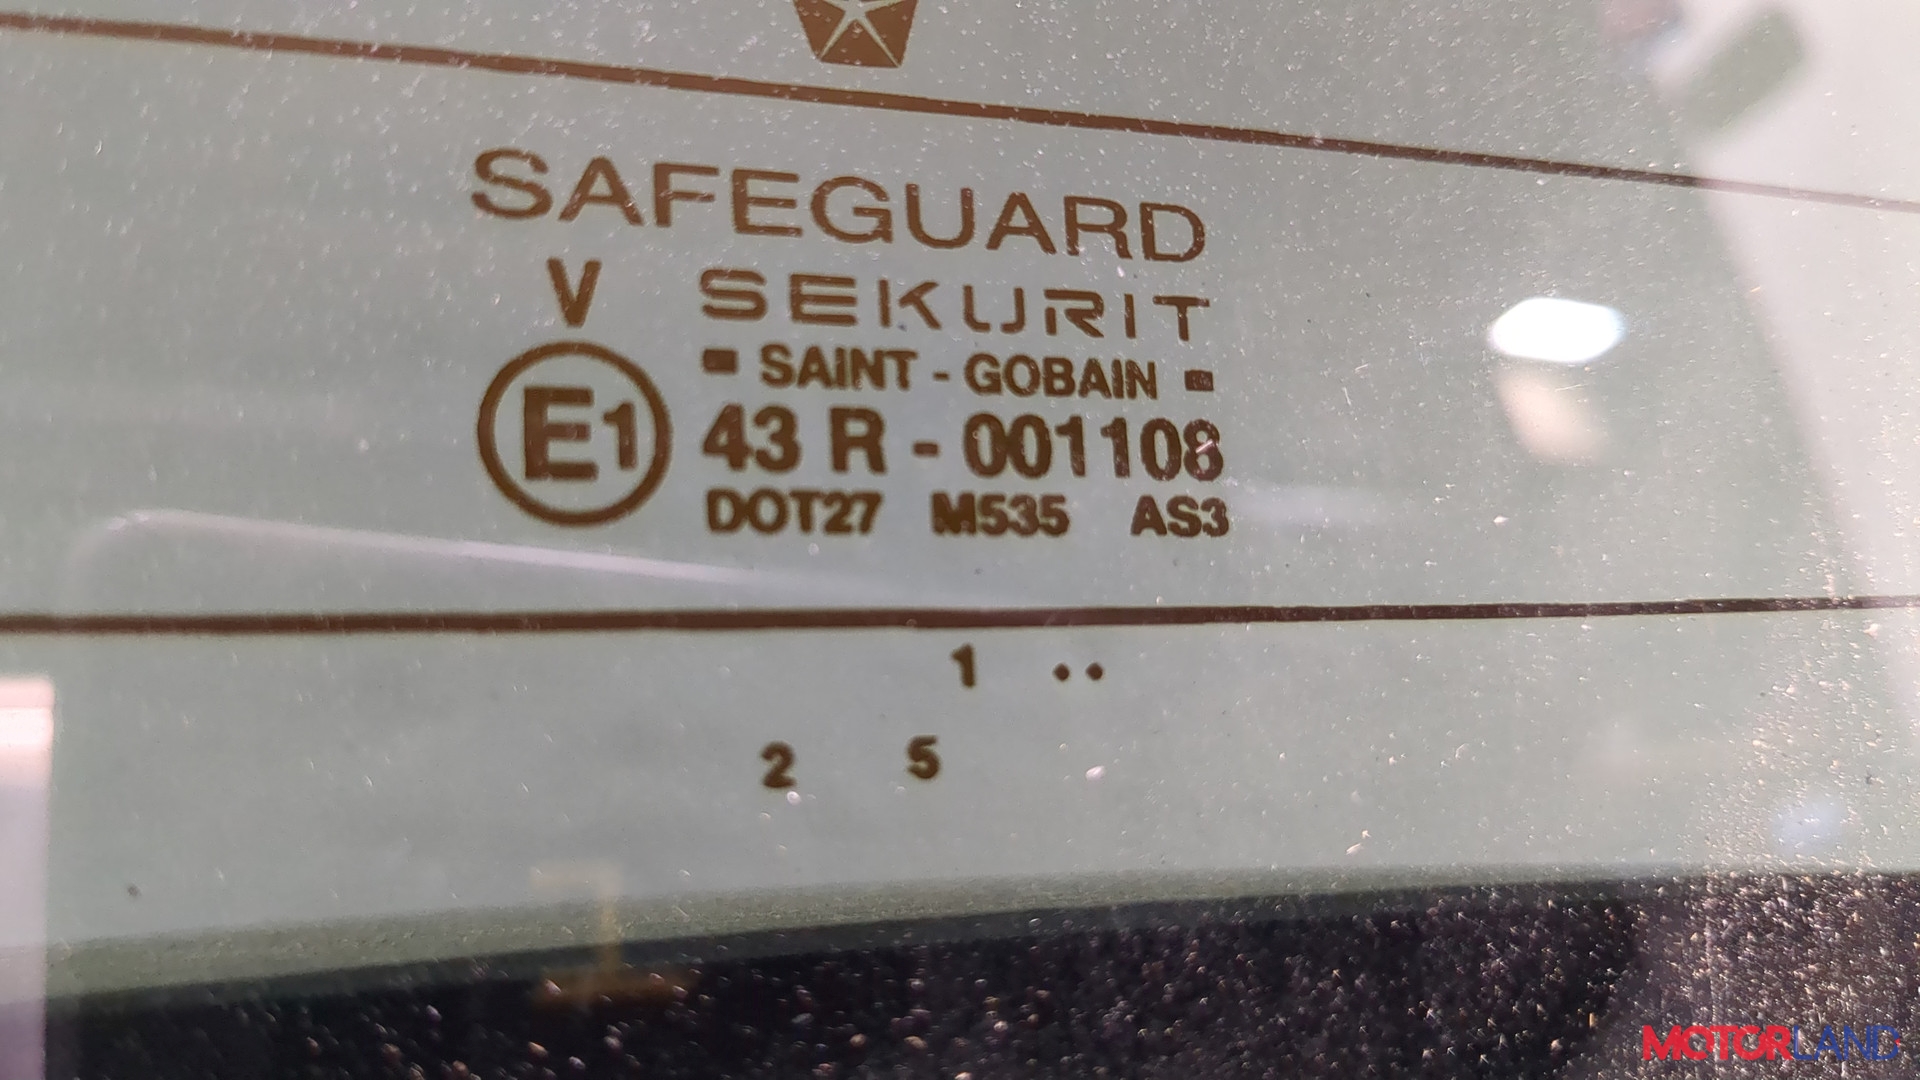 SAFEGUARD
V SEKURIT
SAINT - GOBAIN
E1 43 R - 001108
DOT27 M535 AS3
1 ..
2 5
MOTORLAND